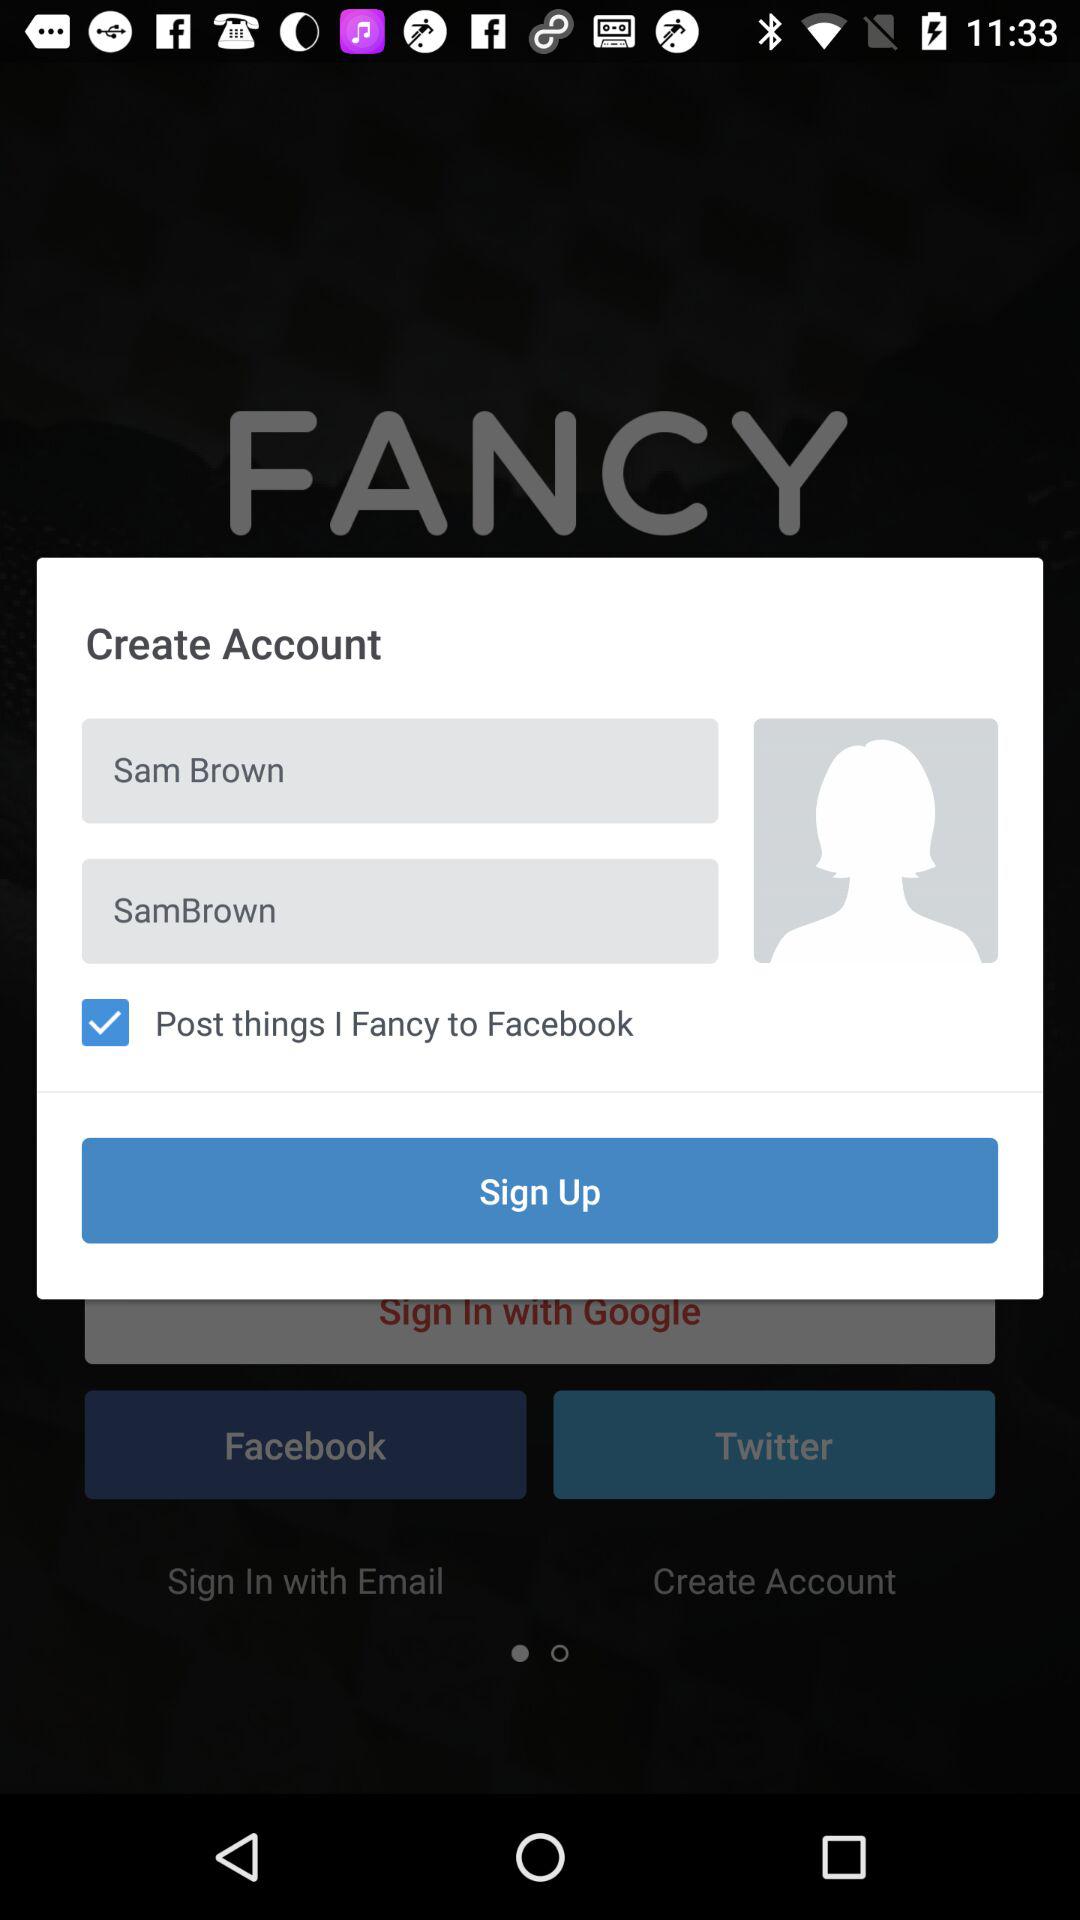 11:33
FANCY
Create Account
Sam Brown
SamBrown
Post things I Fancy to Facebook
Sign Up
Sign In with Google
Facebook Twitter
Sign In with Email Create Account